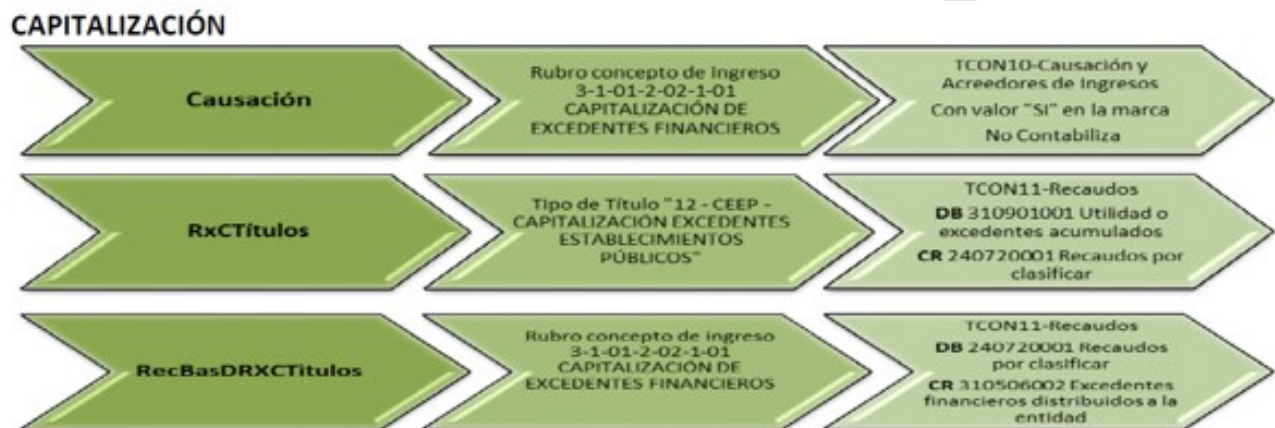 CAPITALIZACIÓN
Causación
Rubro concepto de Ingreso
3-1-01-2-02-1-01
CAPITALIZACIÓN DE
EXCEDENTES FINANCIEROS
TCON10-Causación y
Acreedores de Ingresos
Con valor "SI" en la marca
No Contabiliza
RxCTítulos
Tipo de Título "12 - CEEP -
CAPITALIZACIÓN EXCEDENTES
ESTABLECIMIENTOS
PÚBLICOS"
TCON11-Recaudos
DB 310901001 Utilidad o
excedentes acumulados
CR 240720001 Recaudos por
clasificar
RecBasDRXCTitulos
Rubro concepto de ingreso
3-1-01-2-02-1-01
CAPITALIZACIÓN DE
EXCEDENTES FINANCIEROS
TCON11-Recaudos
DB 240720001 Recaudos
por clasificar
CR 310506002 Excedentes
financieros distribuidos a la
entidad